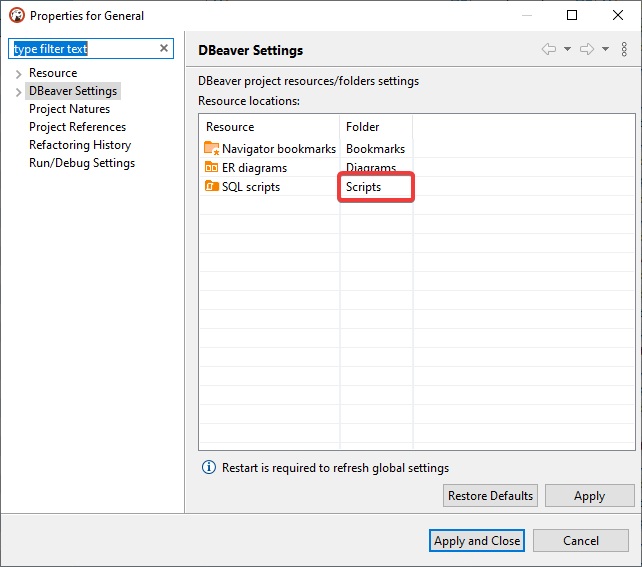 Properties for General
type filter text
Resource
DBeaver Settings
Project Natures
Project References
Refactoring History
Run/Debug Settings
DBeaver Settings
DBeaver project resources/folders settings
Resource locations:
Resource Folder
Navigator bookmarks Bookmarks
ER diagrams Diagrams
SQL scripts Scripts
Restart is required to refresh global settings
Restore Defaults Apply
Apply and Close Cancel